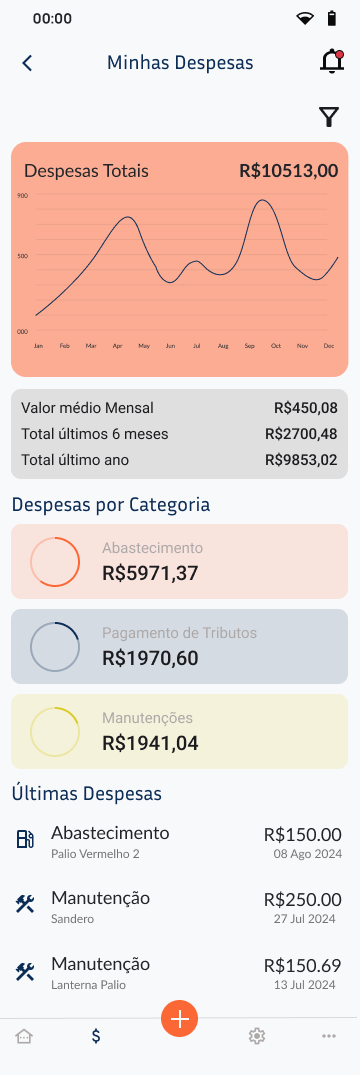 00:00
Minhas Despesas
Despesas Totais R$10513,00
900
500
000
Jan Feb Mar Apr May Jun Jul Aug Sep Oct Nov Dec
Valor médio Mensal R$450,08
Total últimos 6 meses R$2700,48
Total último ano R$9853,02
Despesas por Categoria
Abastecimento
R$5971,37
Pagamento de Tributos
R$1970,60
Manutenções
R$1941,04
Últimas Despesas
Abastecimento R$150.00
Palio Vermelho 2 08 Ago 2024
Manutenção R$250.00
Sandero 27 Jul 2024
Manutenção R$150.69
Lanterna Palio 13 Jul 2024
$